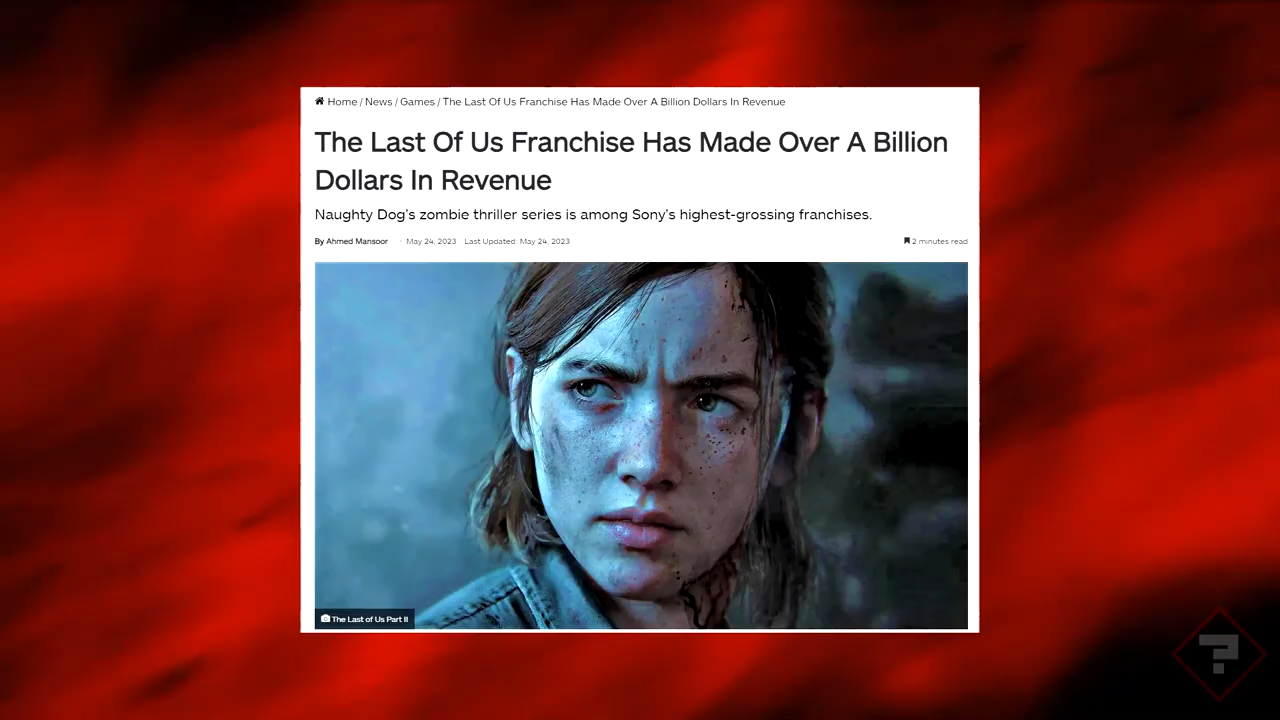 Home / News / Games / The Last Of Us Franchise Has Made Over A Billion Dollars In Revenue
The Last Of Us Franchise Has Made Over A Billion
Dollars In Revenue
Naughty Dog's zombie thriller series is among Sony's highest-grossing franchises.
By Ahmed Mansoor · May 24, 2023 Last Updated: May 24, 2023 2 minutes read
The Last of Us Part II
?